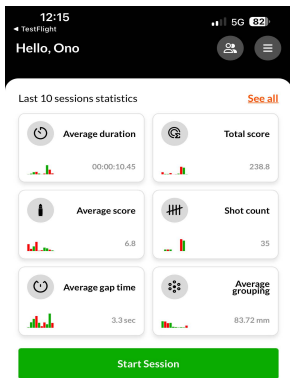 12:15
5G 82
◀ TestFlight
Hello, Ono
Last 10 sessions statistics
See all
Average duration
00:00:10.45
Total score
238.8
Average score
6.8
Shot count
35
Average gap time
3.3 sec
Average
grouping
83.72 mm
Start Session